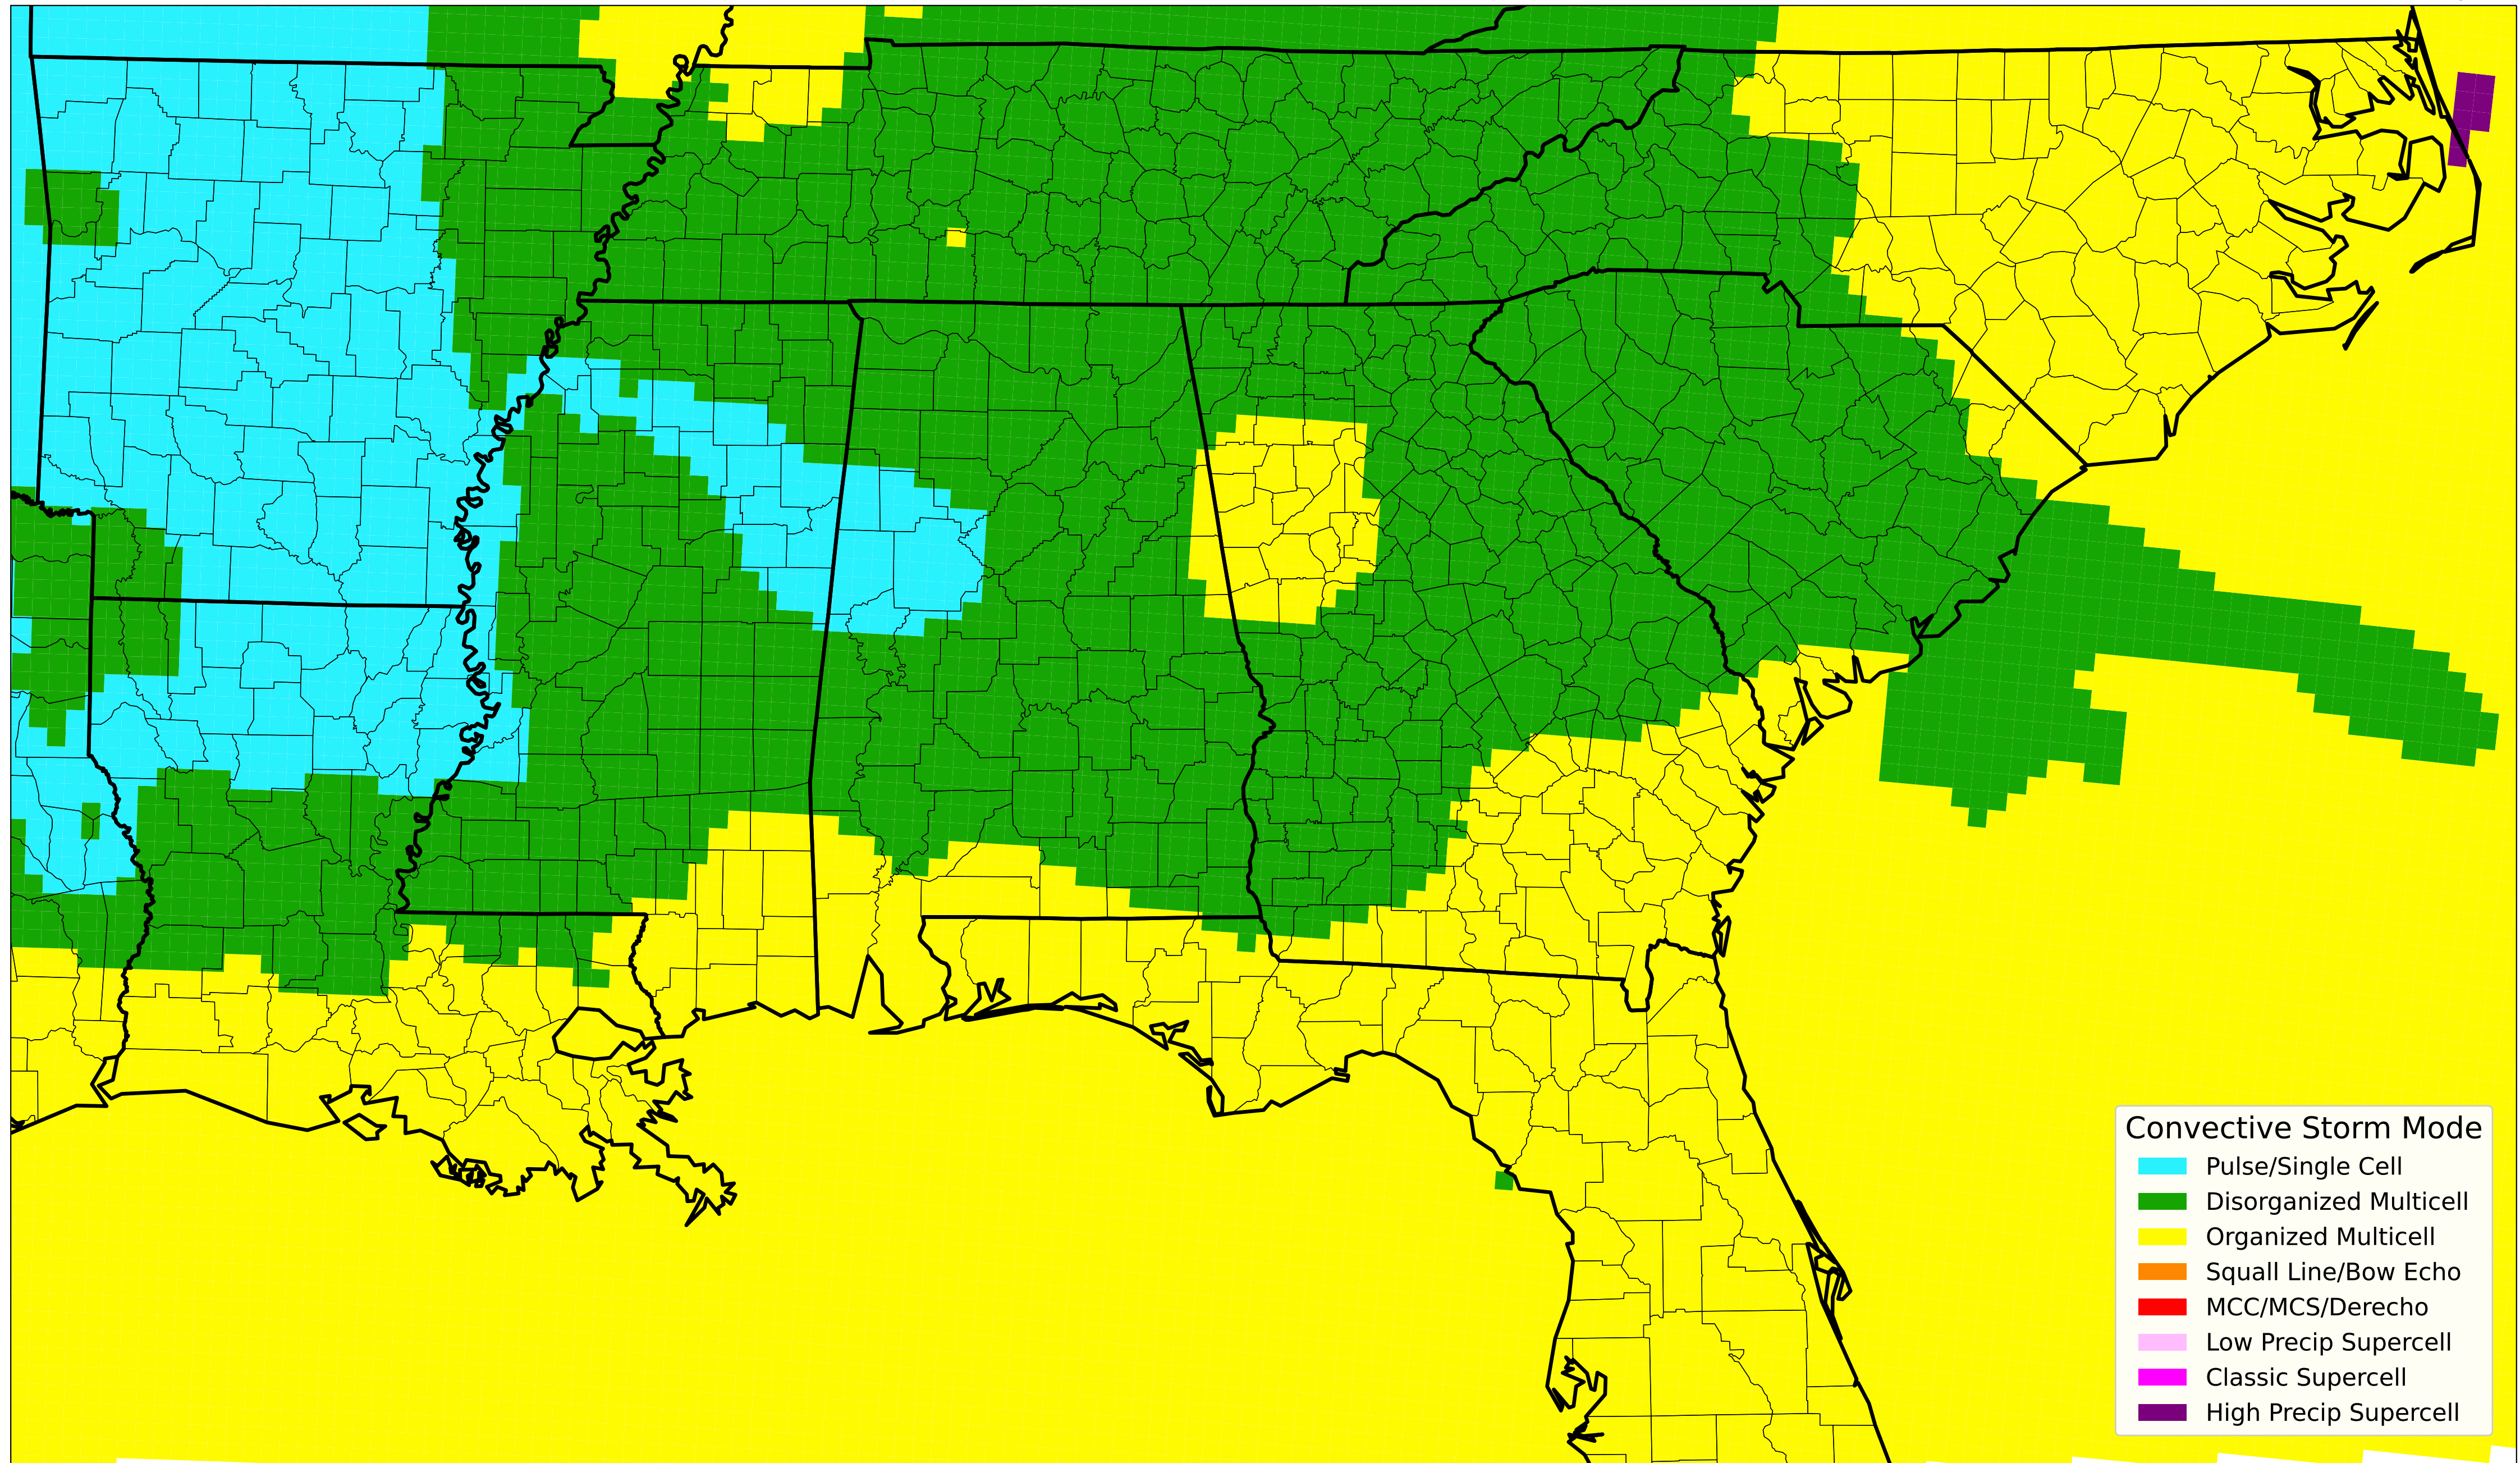 Convective Storm Mode
Pulse/Single Cell
Disorganized Multicell
Organized Multicell
Squall Line/Bow Echo
MCC/MCS/Derecho
Low Precip Supercell
Classic Supercell
High Precip Supercell